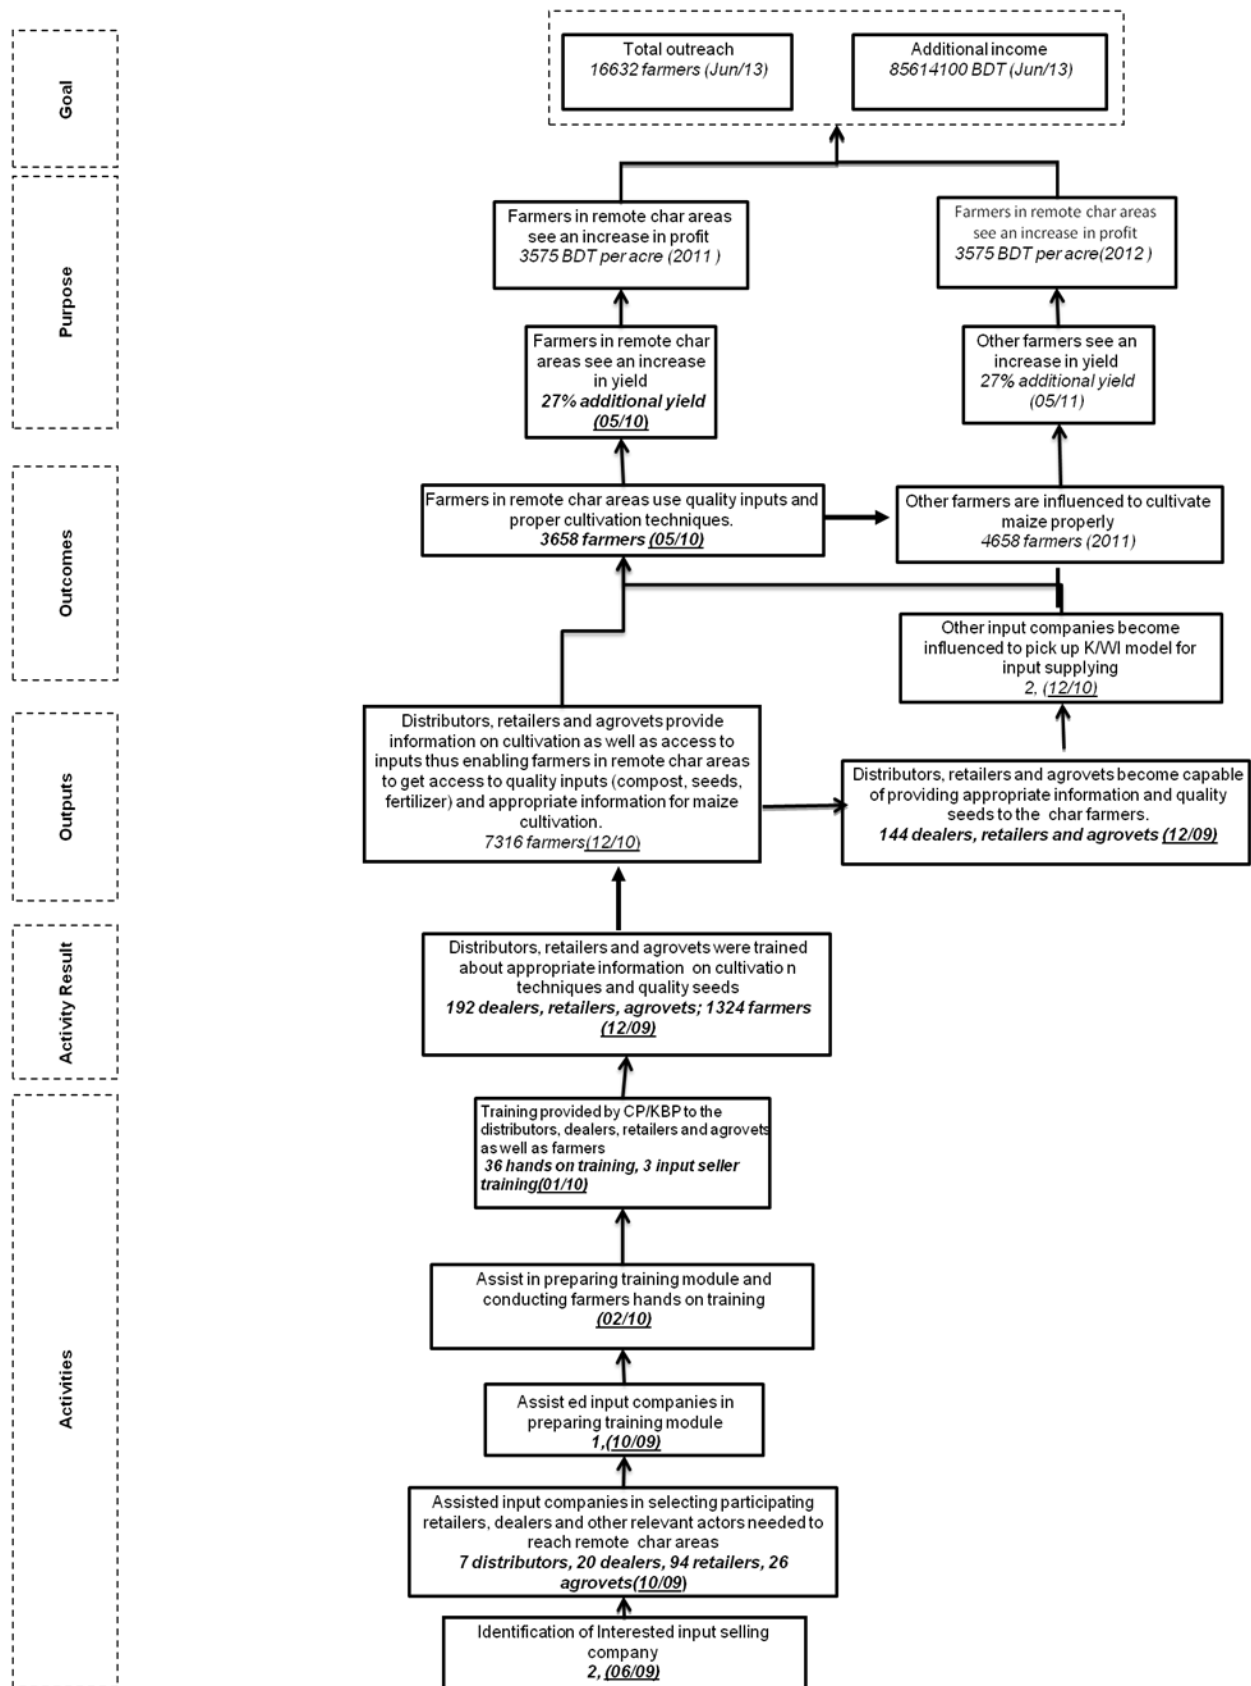 Goal
Total outreach
16632 farmers (Jun/13)
Additional income
85614100 BDT (Jun/13)
Purpose
Farmers in remote char areas
see an increase in profit
3575 BDT per acre (2011 )
Farmers in remote char areas
see an increase in profit
3575 BDT per acre(2012 )
Farmers in remote char
areas see an increase
in yield
27% additional yield
(05/10)
Other farmers see an
increase in yield
27% additional yield
(05/11)
Outcomes
Farmers in remote char areas use quality inputs and
proper cultivation techniques.
3658 farmers (05/10)
Other farmers are influenced to cultivate
maize properly
4658 farmers (2011)
Other input companies become
influenced to pick up K/WI model for
input supplying
2, (12/10)
Outputs
Distributors, retailers and agrovets provide
information on cultivation as well as access to
inputs thus enabling farmers in remote char areas
to get access to quality inputs (compost, seeds,
fertilizer) and appropriate information for maize
cultivation.
7316 farmers(12/10)
Distributors, retailers and agrovets become capable
of providing appropriate information and quality
seeds to the char farmers.
144 dealers, retailers and agrovets (12/09)
Activity Result
Distributors, retailers and agrovets were trained
about appropriate information on cultivatio n
techniques and quality seeds
192 dealers, retailers, agrovets; 1324 farmers
(12/09)
Activities
Training provided by CP/KBP to the
distributors, dealers, retailers and agrovets
as well as farmers
36 hands on training, 3 input seller
training(01/10)
Assist in preparing training module and
conducting farmers hands on training
(02/10)
Assist ed input companies in
preparing training module
1,(10/09)
Assisted input companies in selecting participating
retailers, dealers and other relevant actors needed to
reach remote char areas
7 distributors, 20 dealers, 94 retailers, 26
agrovets(10/09)
Identification of Interested input selling
company
2, (06/09)